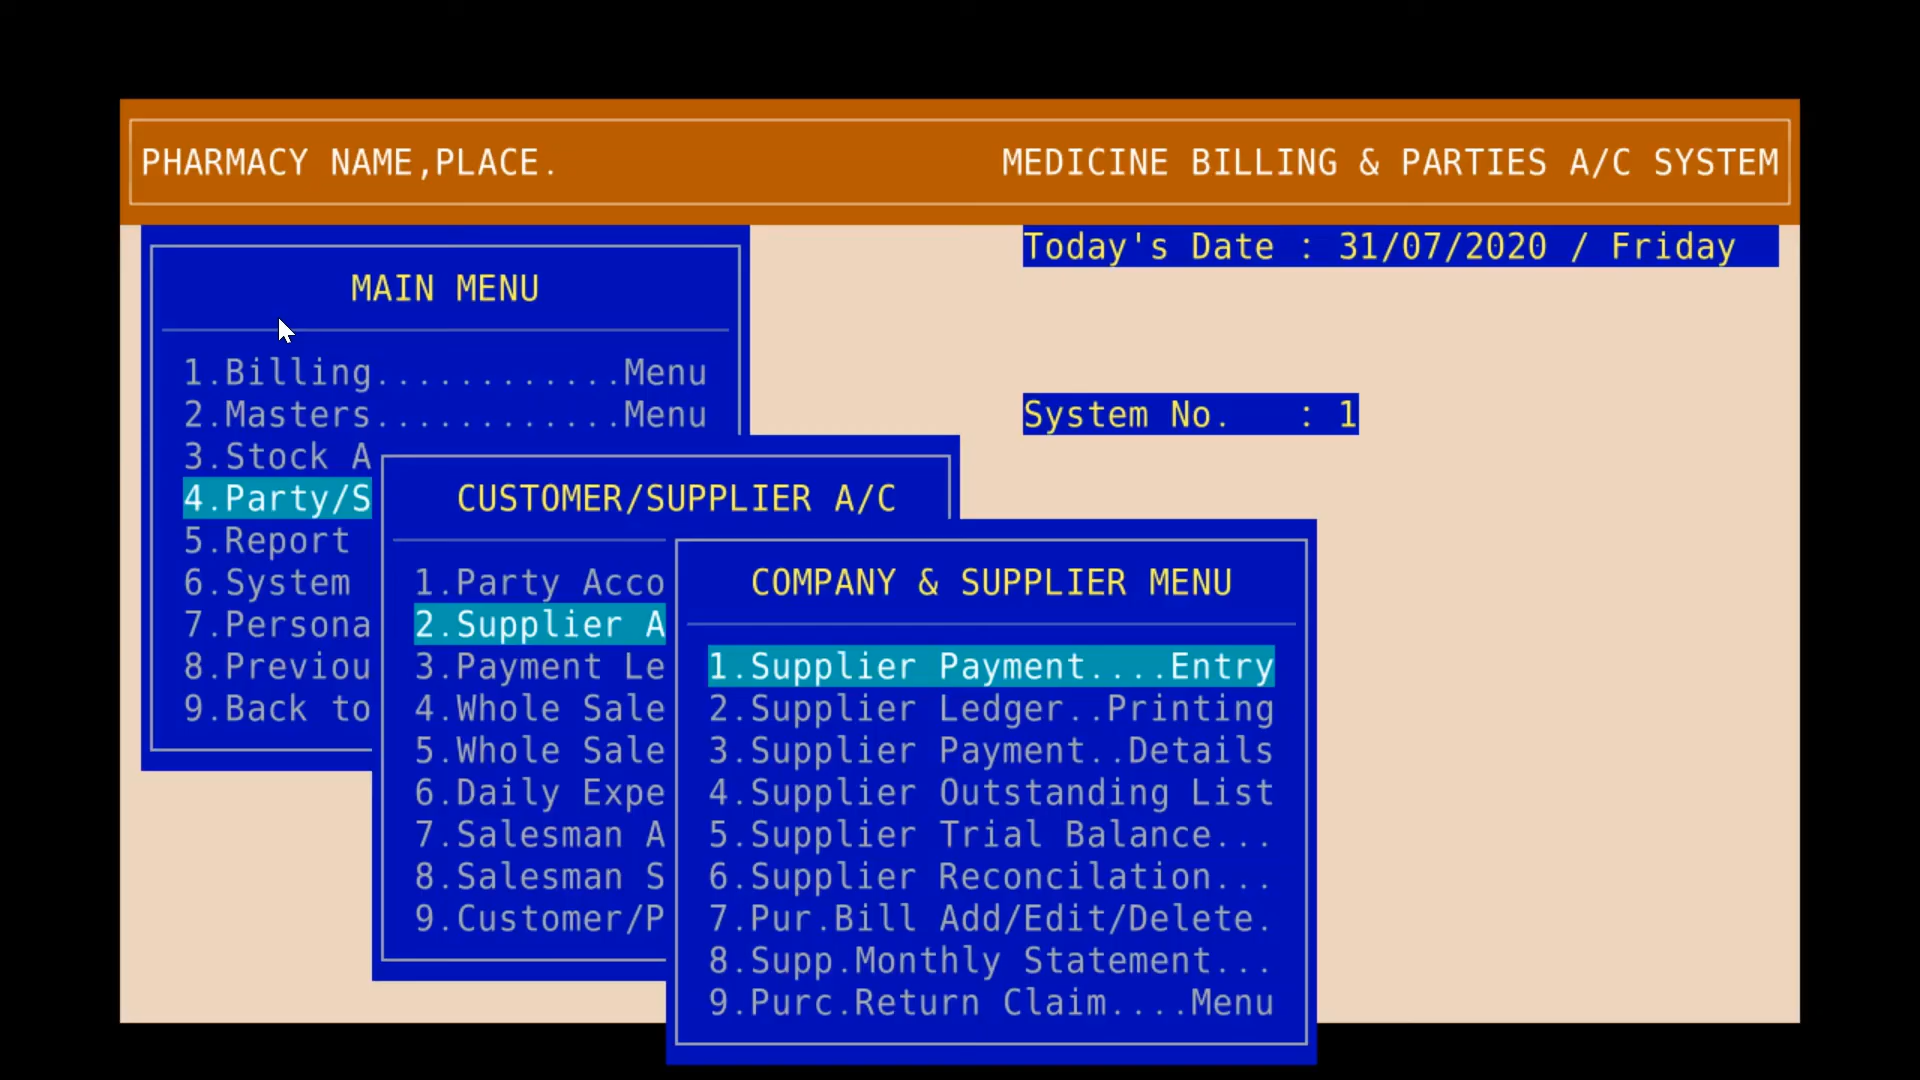 PHARMACY NAME,PLACE. MEDICINE BILLING & PARTIES A/C SYSTEM
Today's Date : 31/07/2020 / Friday
System No. : 1
MAIN MENU
1.Billing............Menu
2.Masters............Menu
3.Stock A
4.Party/S
5.Report
6.System
7.Persona
8.Previou
9.Back to
CUSTOMER/SUPPLIER A/C
1.Party Acco
2.Supplier A
3.Payment Le
4.Whole Sale
5.Whole Sale
6.Daily Expe
7.Salesman A
8.Salesman S
9.Customer/P
COMPANY & SUPPLIER MENU
1.Supplier Payment....Entry
2.Supplier Ledger..Printing
3.Supplier Payment..Details
4.Supplier Outstanding List
5.Supplier Trial Balance...
6.Supplier Reconcilation...
7.Pur.Bill Add/Edit/Delete.
8.Supp.Monthly Statement...
9.Purc.Return Claim....Menu